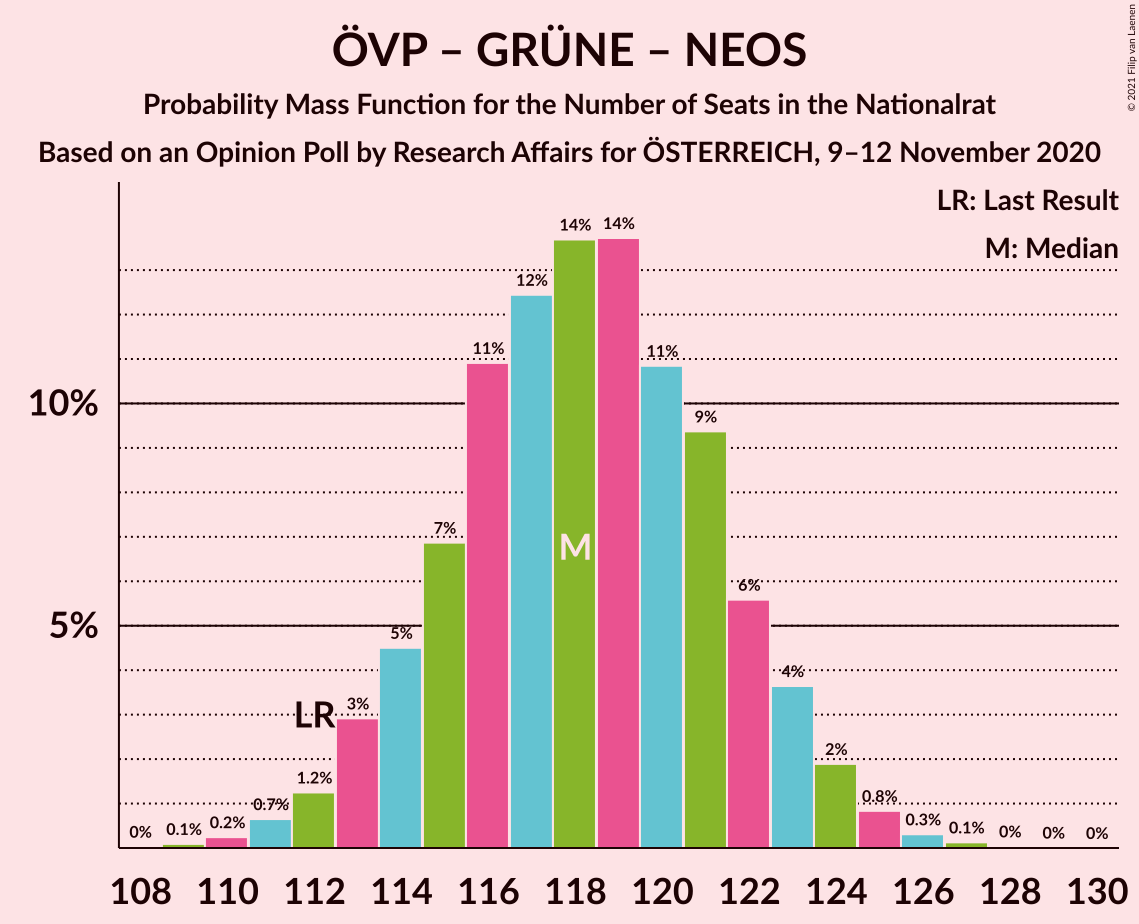 ÖVP – GRÜNE – NEOS
Probability Mass Function for the Number of Seats in the Nationalrat
Based on an Opinion Poll by Research Affairs for ÖSTERREICH, 9–12 November 2020
© 2021 Filip van Laenen
LR: Last Result
M: Median
10%
5%
0%
0.1%
0.2%
0.7%
1.2%
LR
3%
5%
7%
11%
12%
14%
M
14%
11%
9%
6%
4%
2%
0.8%
0.3%
0.1%
0%
0%
0%
108 110 112 114 116 118 120 122 124 126 128 130